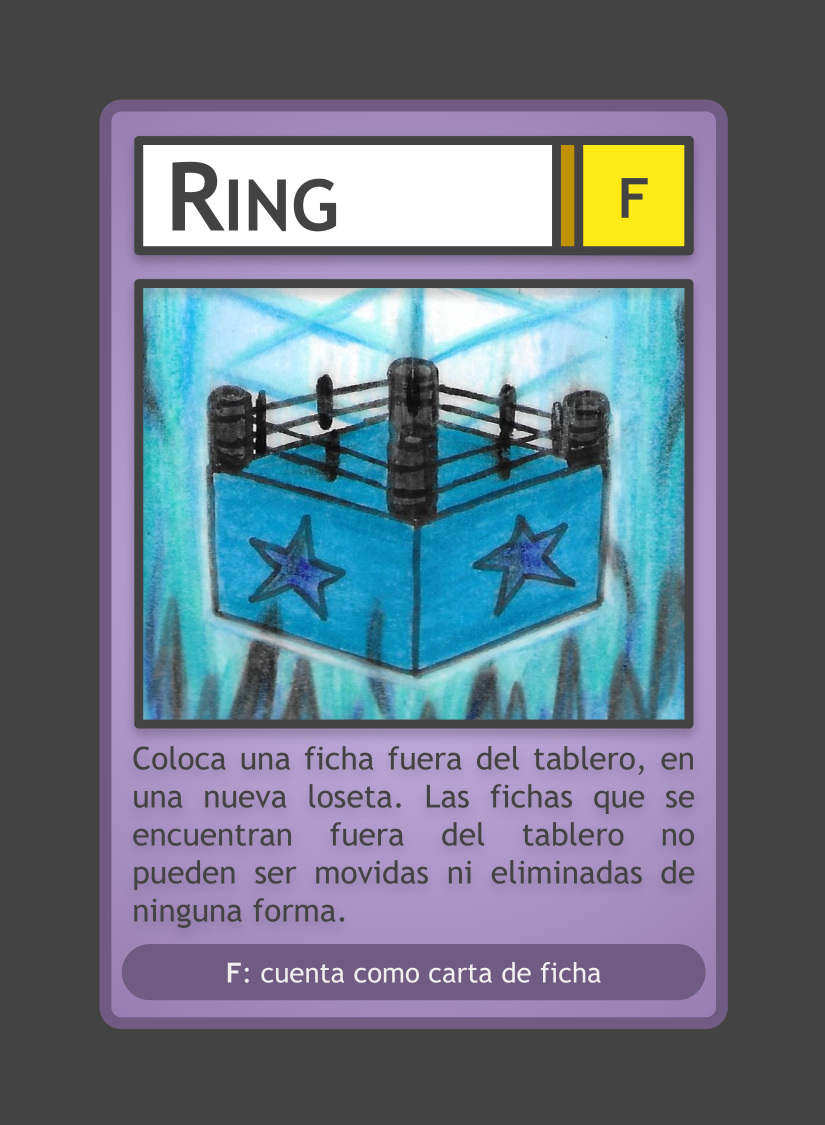 RING
F
Coloca una ficha fuera del tablero, en
una nueva loseta. Las fichas que se
encuentran fuera del tablero no
pueden ser movidas ni eliminadas de
ninguna forma.
F: cuenta como carta de ficha